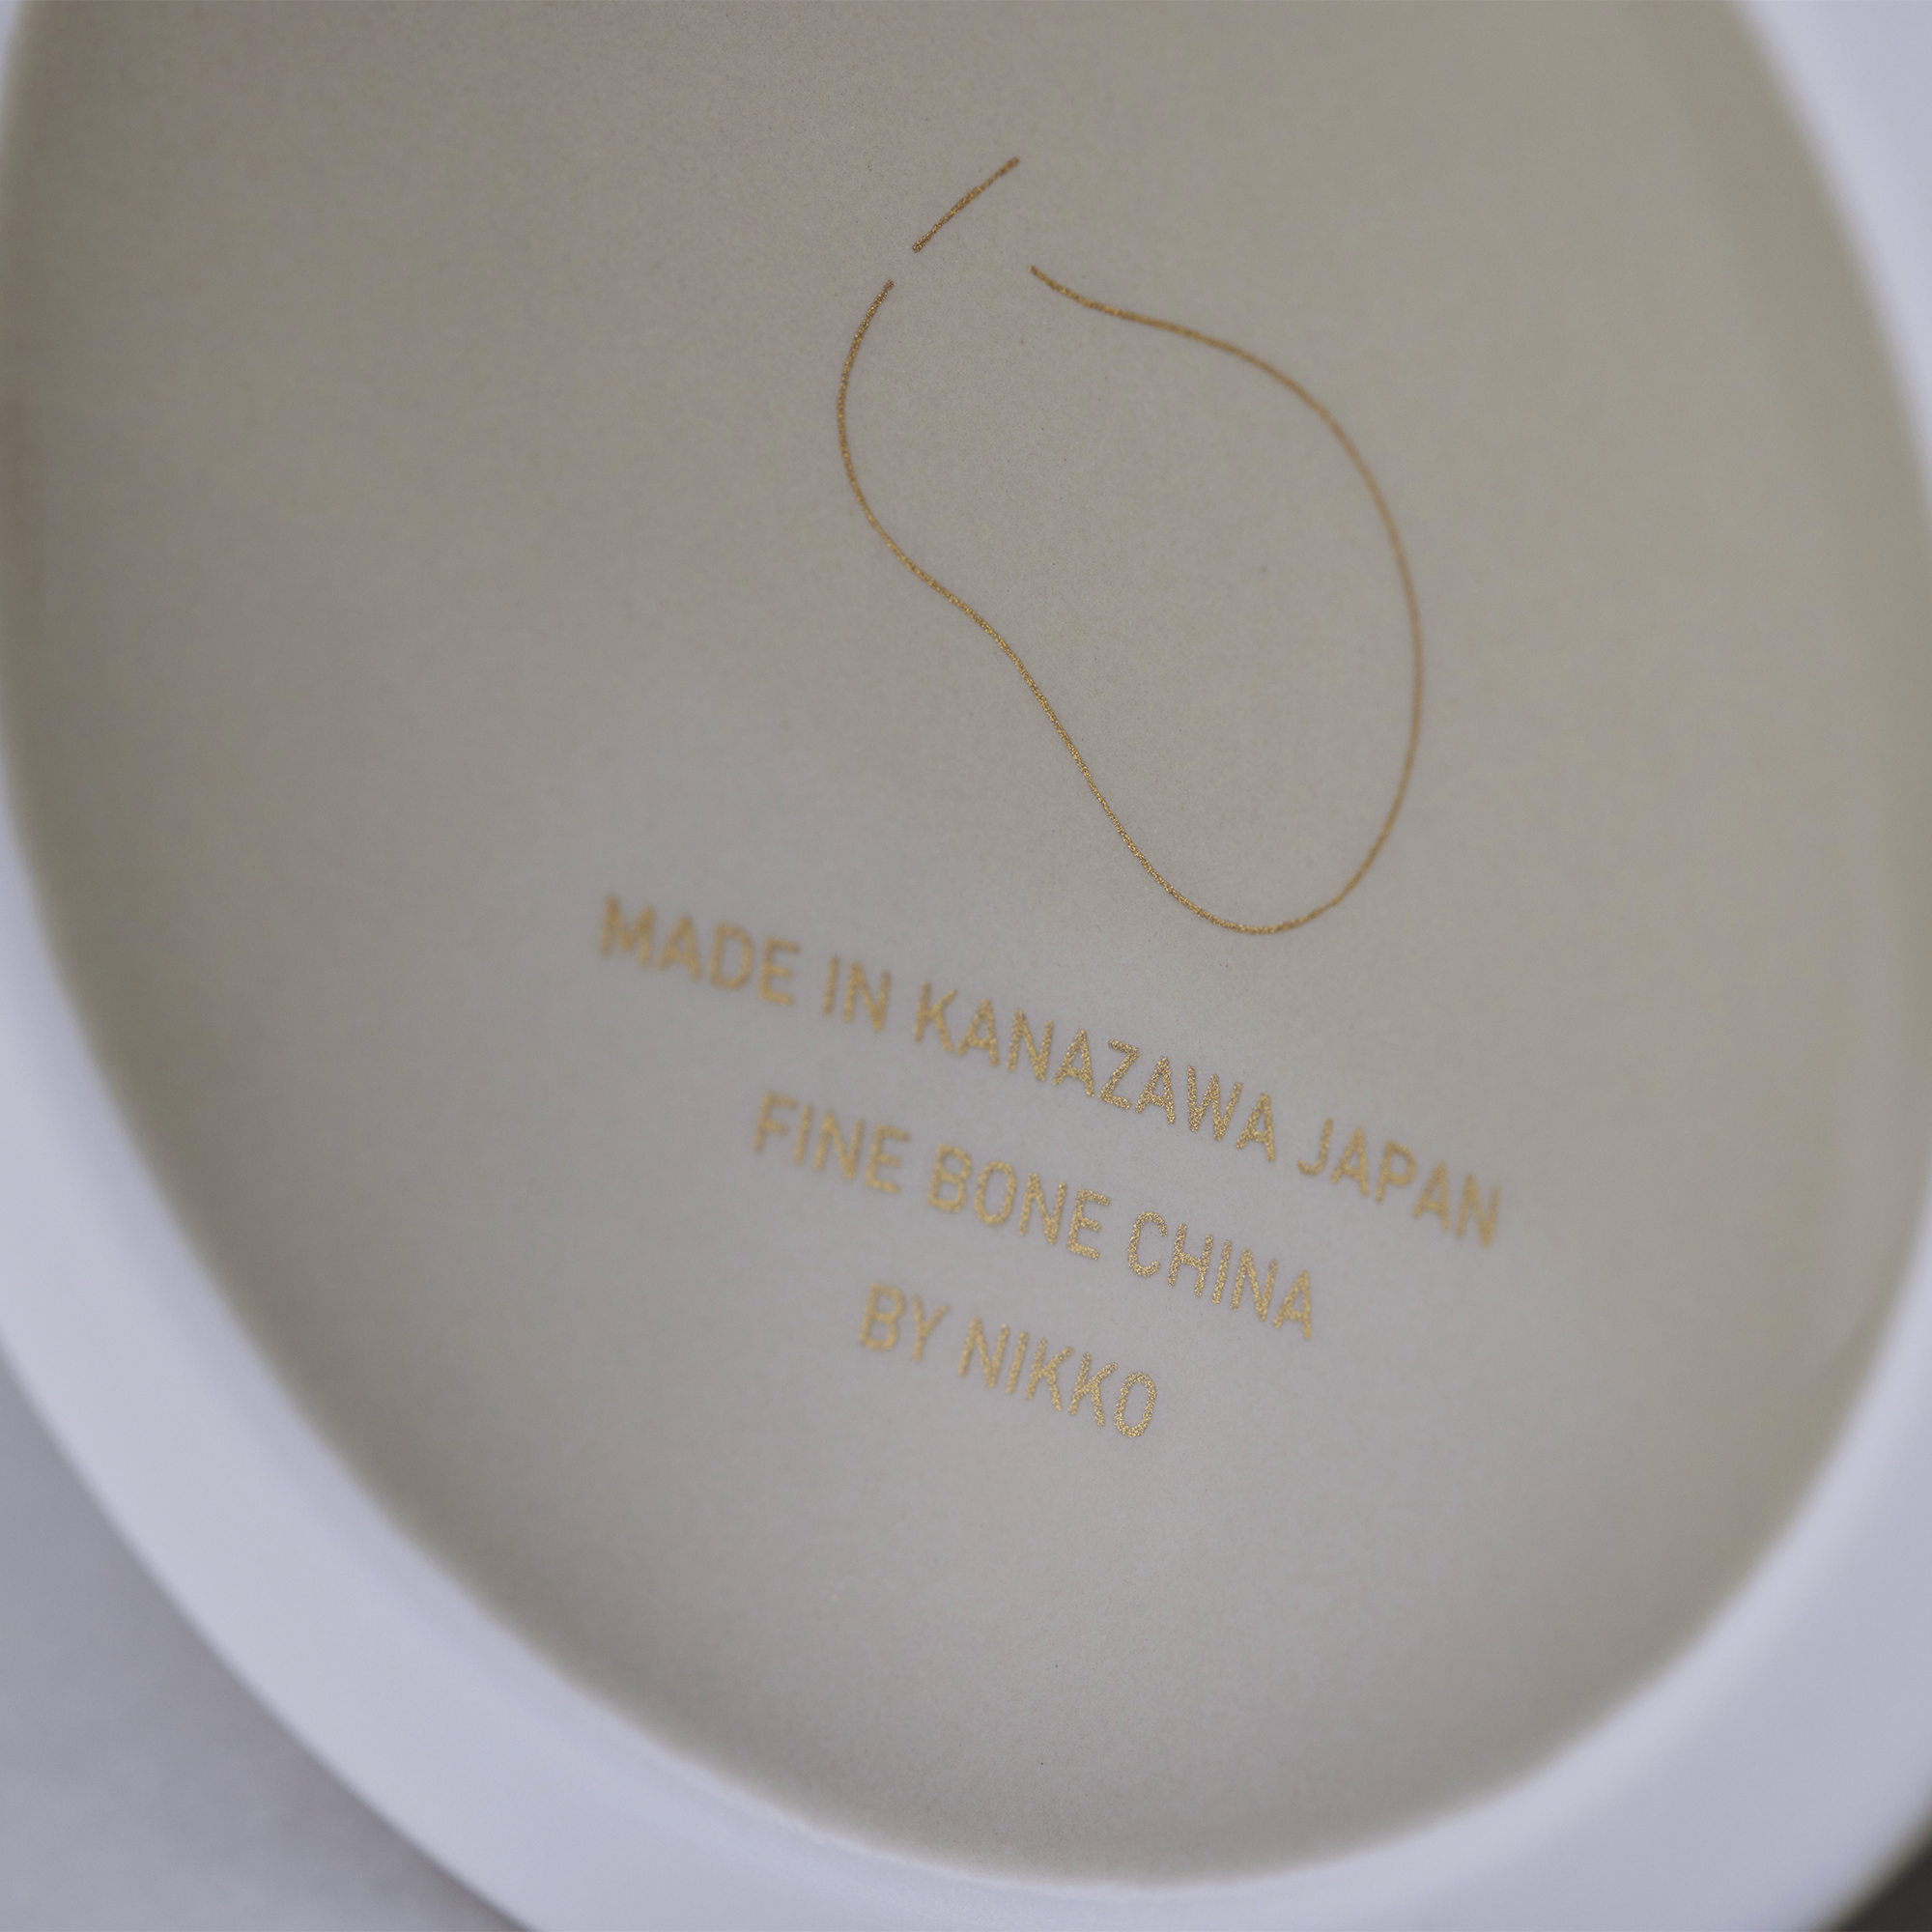 MADE IN KANAZAWA JAPAN
FINE BONE CHINA
BY NIKKO